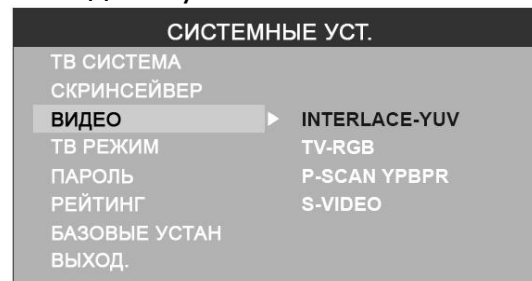 СИСТЕМНЫЕ УСТ.
ТВ СИСТЕМА
СКРИНСЕЙВЕР
ВИДЕО INTERLACE-YUV
ТВ РЕЖИМ TV-RGB
ПАРОЛЬ P-SCAN YPBPR
РЕЙТИНГ S-VIDEO
БАЗОВЫЕ УСТАН
ВЫХОД.